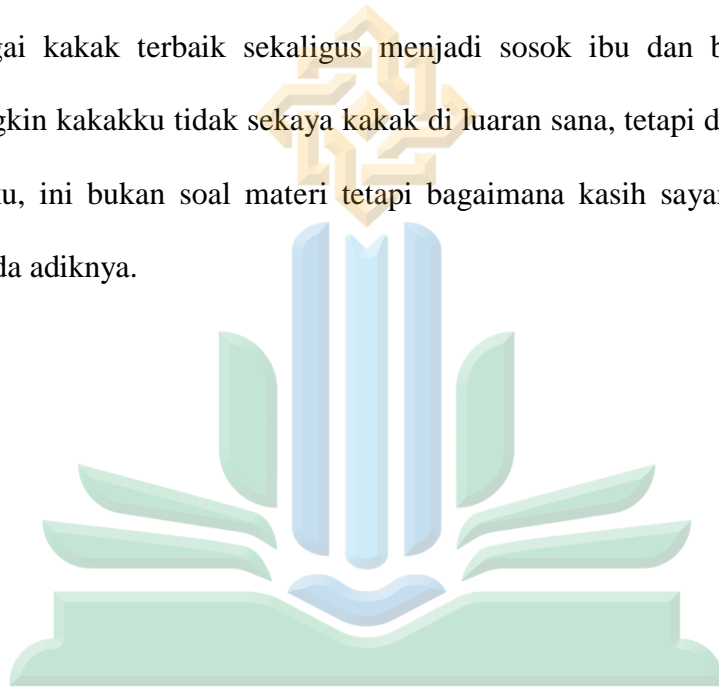 gai kakak terbaik sekaligus menjadi sosok ibu dan b
gkin kakakku tidak sekaya kakak di luaran sana, tetapi d
u, ini bukan soal materi tetapi bagaimana kasih saya
da adiknya.